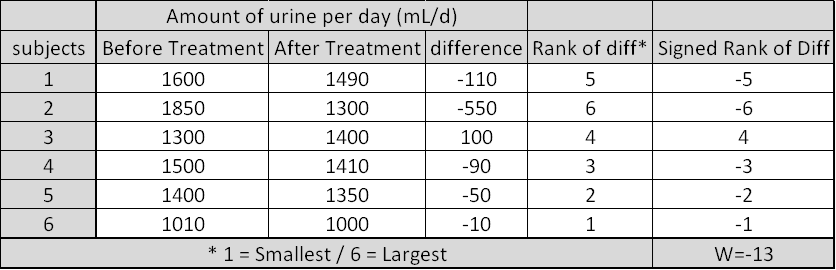 Amount of urine per day (mL/d)
subjects Before Treatment After Treatment difference Rank of diff* Signed Rank of Diff
1 1600 1490 -110 5 -5
2 1850 1300 -550 6 -6
3 1300 1400 100 4 4
4 1500 1410 -90 3 -3
5 1400 1350 -50 2 -2
6 1010 1000 -10 1 -1
* 1 = Smallest / 6 = Largest W=-13